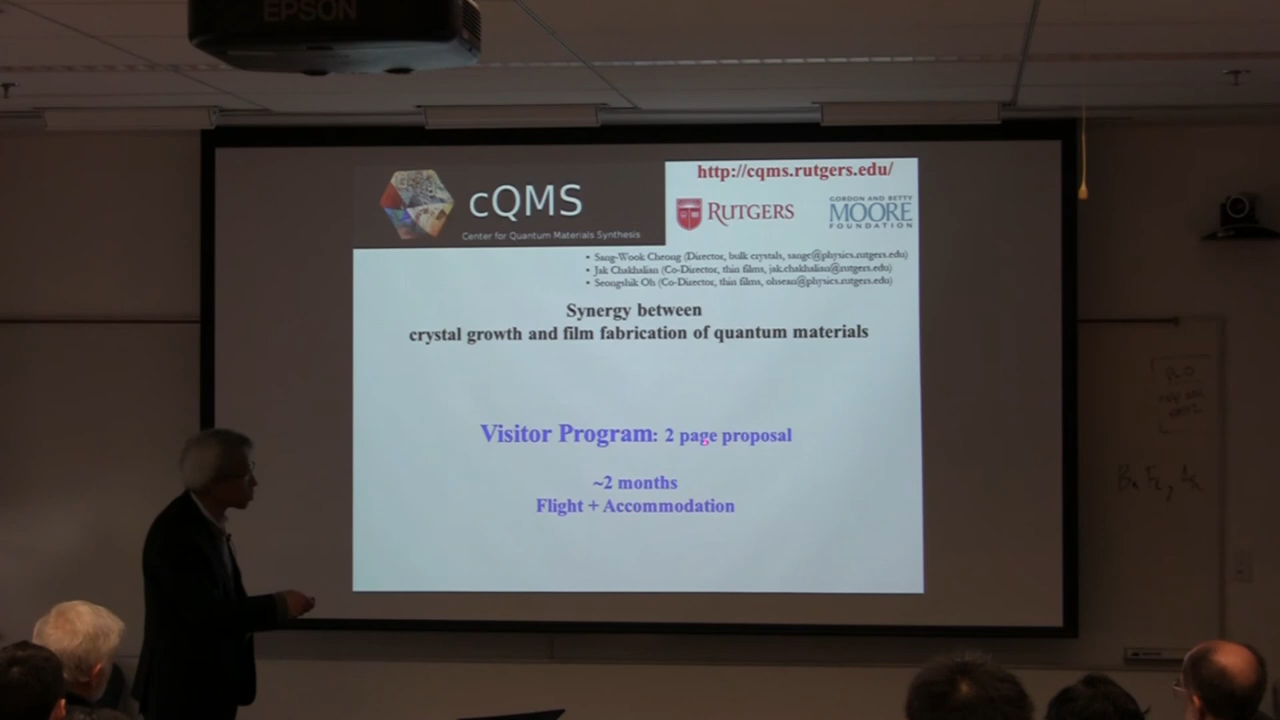 EPSON
http://cqms.rutgers.edu/
cQMS
Center for Quantum Materials Synthesis
RUTGERS
GORDON AND BETTY
MOORE
FOUNDATION
• Sang-Wook Cheong (Director, bulk crystals, sangc@physics.rutgers.edu)
• Jak Chakhalian (Co-Director, thin films, jak.chakhalian@rutgers.edu)
• Seongshik Oh (Co-Director, thin films, ohsean@physics.rutgers.edu)
Synergy between
crystal growth and film fabrication of quantum materials
Visitor Program: 2 page proposal
~2 months
Flight + Accommodation